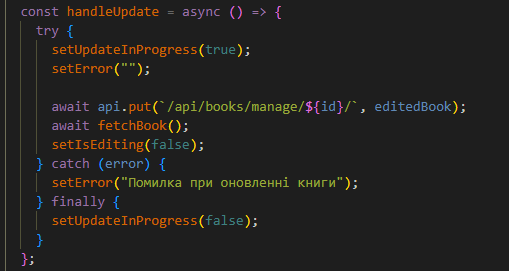 const handleUpdate = async () => {
try {
setUpdateInProgress(true);
setError("");
await api.put(`/api/books/manage/${id}/`, editedBook);
await fetchBook();
setIsEditing(false);
} catch (error) {
setError("Помилка при оновленні книги");
} finally {
setUpdateInProgress(false);
}
};